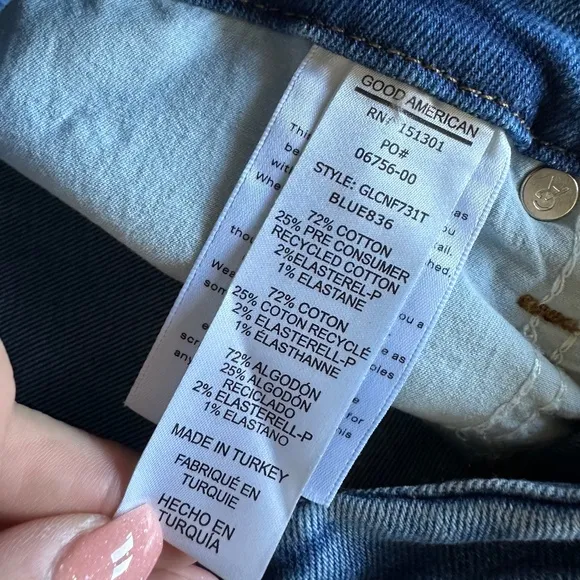 GOOD AMERICAN
RN# 151301
PO#
06756-00
STYLE: GLCNF731T
BLUE836
72% COTTON
25% PRE CONSUMER
RECYCLED COTTON
2%ELASTEREL-P
1% ELASTANE
72% COTON
25% COTON RECYCLÉ
2% ELASTERELL-P
1% ÉLASTHANNE
72% ALGODÓN
25% ALGODÓN
RECICLADO
2% ELASTERELL-P
1% ELASTANO
MADE IN TURKEY
FABRIQUÉ EN
TURQUIE
HECHO EN
TURQUÍA